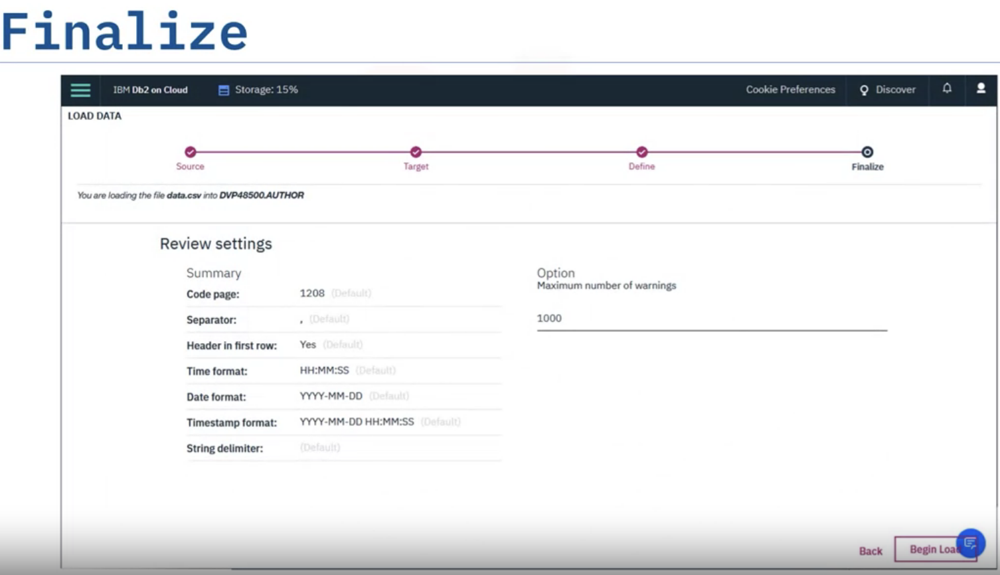 Finalize
IBM Db2 on Cloud Storage: 15% Cookie Preferences Discover
LOAD DATA
Source Target Define Finalize
You are loading the file data.csv into DVP48500.AUTHOR
Review settings
Summary
Code page: 1208 (Default)
Separator: , (Default)
Header in first row: Yes (Default)
Time format: HH:MM:SS (Default)
Date format: YYYY-MM-DD (Default)
Timestamp format: YYYY-MM-DD HH:MM:SS (Default)
String delimiter: (Default)
Option
Maximum number of warnings
1000
Back Begin Load